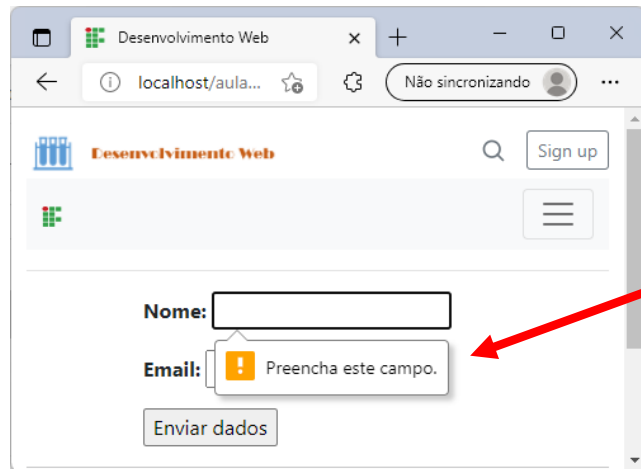 Desenvolvimento Web
localhost/aula...
Não sincronizando
Desenvolvimento Web
Sign up
Nome:
Email:
Preencha este campo.
Enviar dados